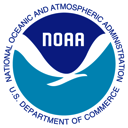 NATIONAL OCEANIC AND ATMOSPHERIC ADMINISTRATION
NOAA
U.S. DEPARTMENT OF COMMERCE